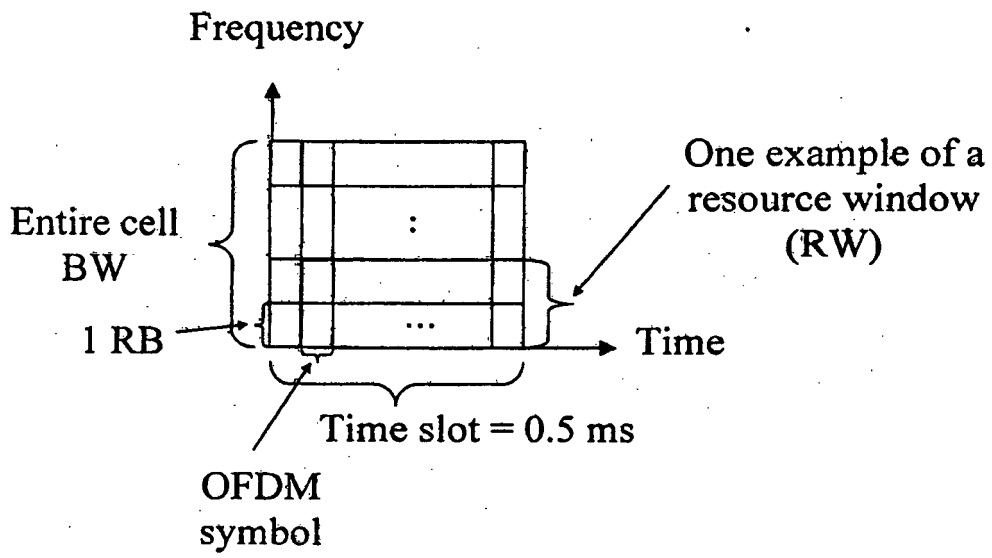 Frequency
One example of a
resource window
(RW)
Entire cell
BW
:
...
1 RB
Time
Time slot = 0.5 ms
OFDM
symbol